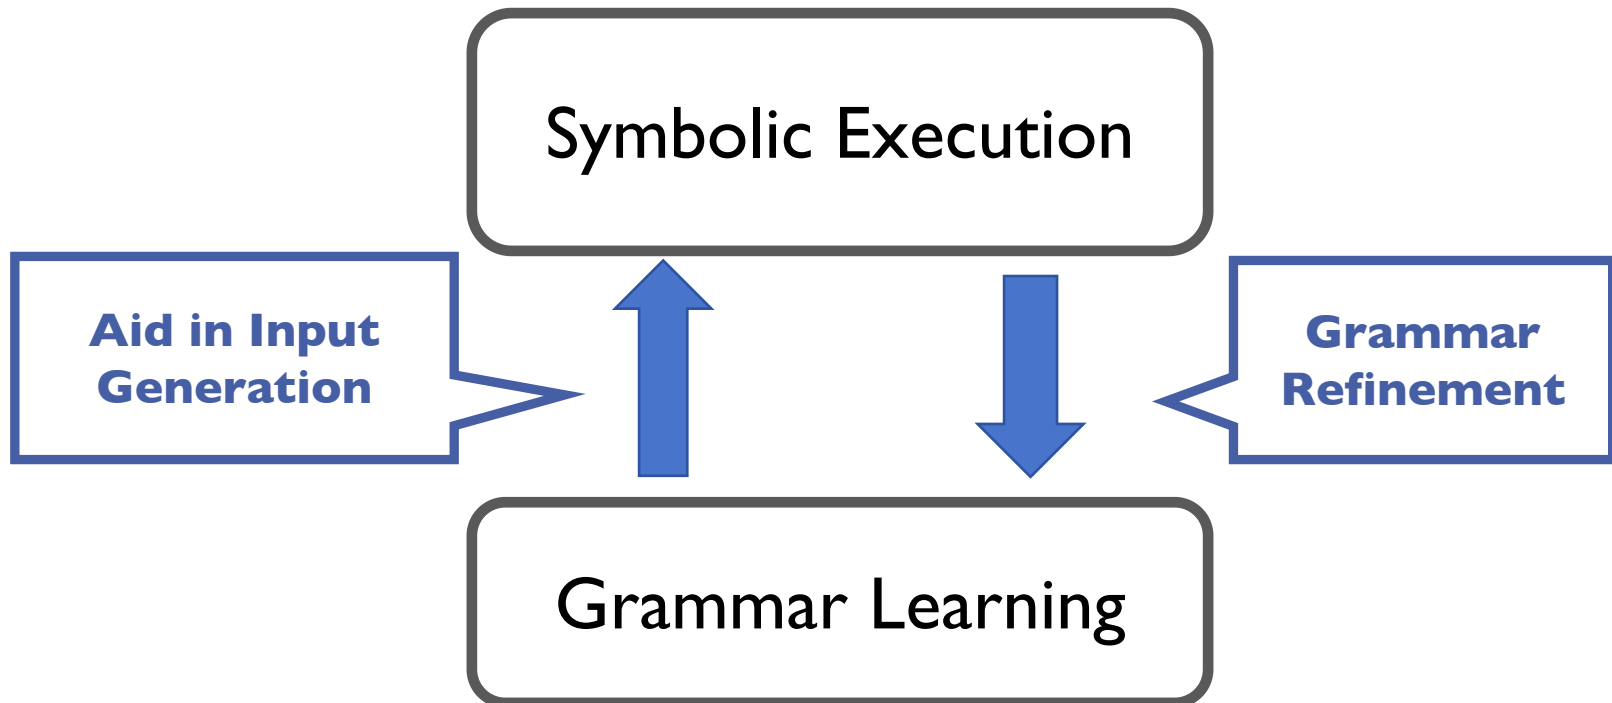 Symbolic Execution
Aid in Input
Generation
Grammar
Refinement
Grammar Learning